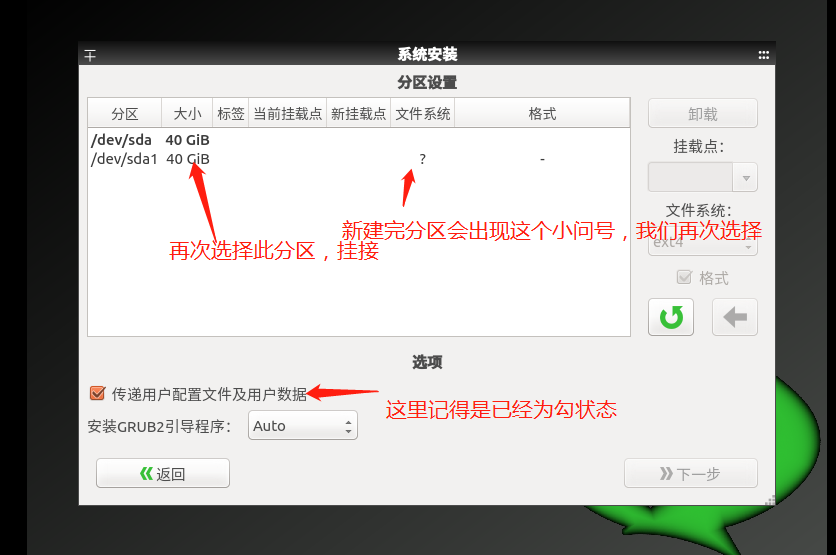 系统安装
分区设置
分区 大小 标签 当前挂载点 新挂载点 文件系统 格式
卸载
/dev/sda 40 GiB
/dev/sda1 40 GiB ? -
挂载点：
文件系统：
新建完分区会出现这个小问号，我们再次选择
ext4
再次选择此分区，挂接
格式
选项
传递用户配置文件及用户数据
这里记得是已经为勾状态
安装GRUB2引导程序： Auto
返回
下一步